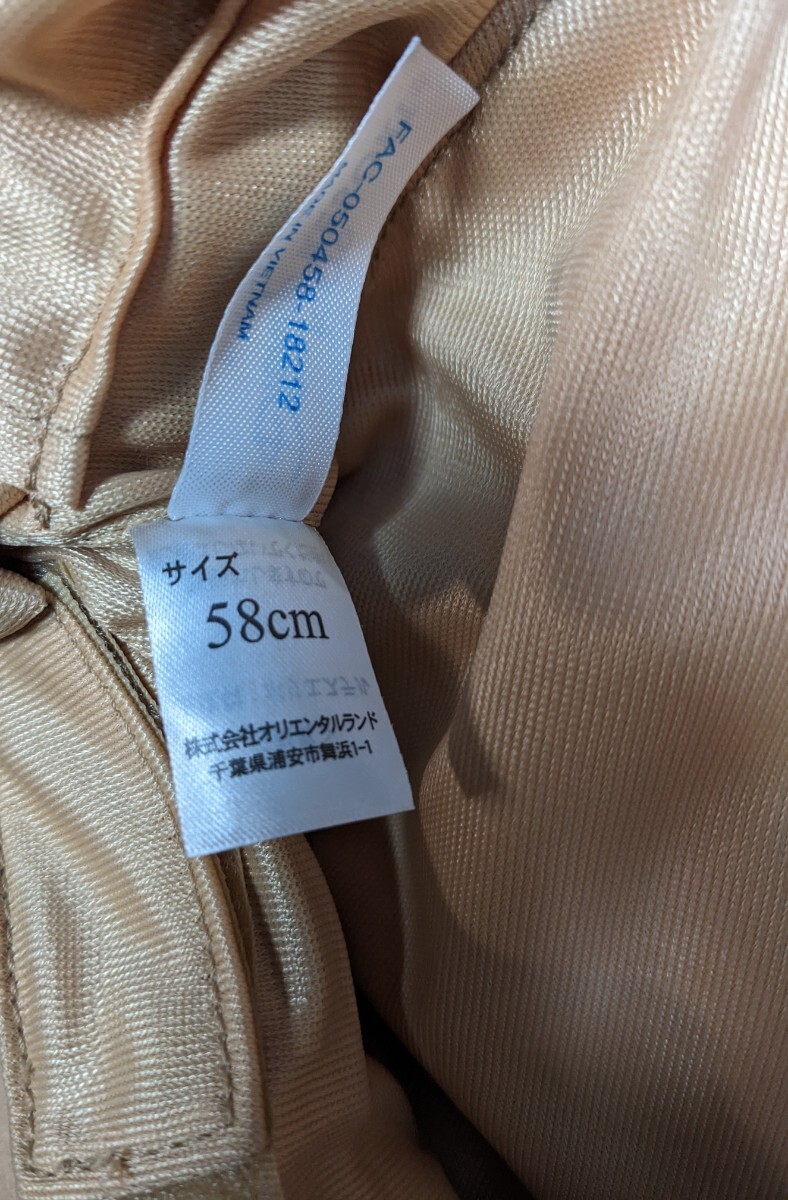 FAC-050458-18212
MADE IN VIETNAM
サイズ
58cm
株式会社オリエンタルランド
千葉県浦安市舞浜1-1